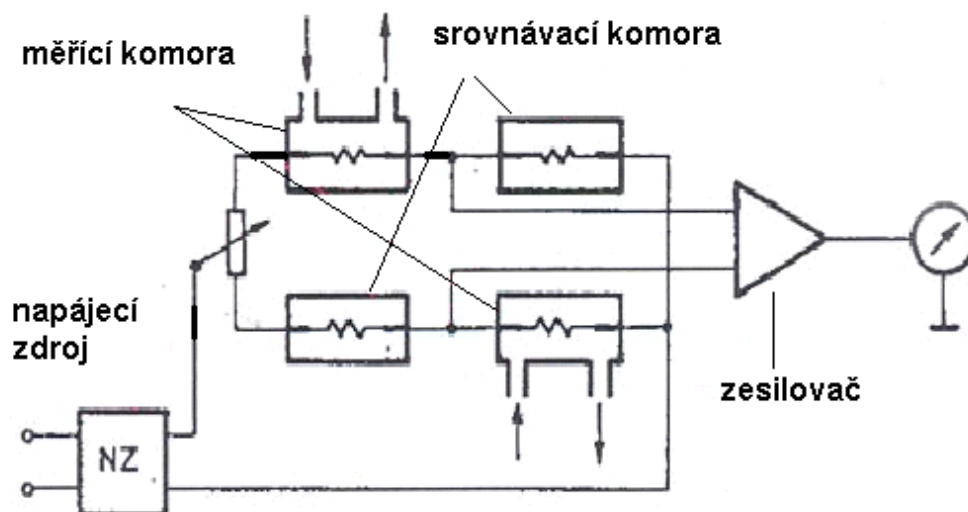 měřící komora
srovnávací komora
napájecí
zdroj
NZ
zesilovač